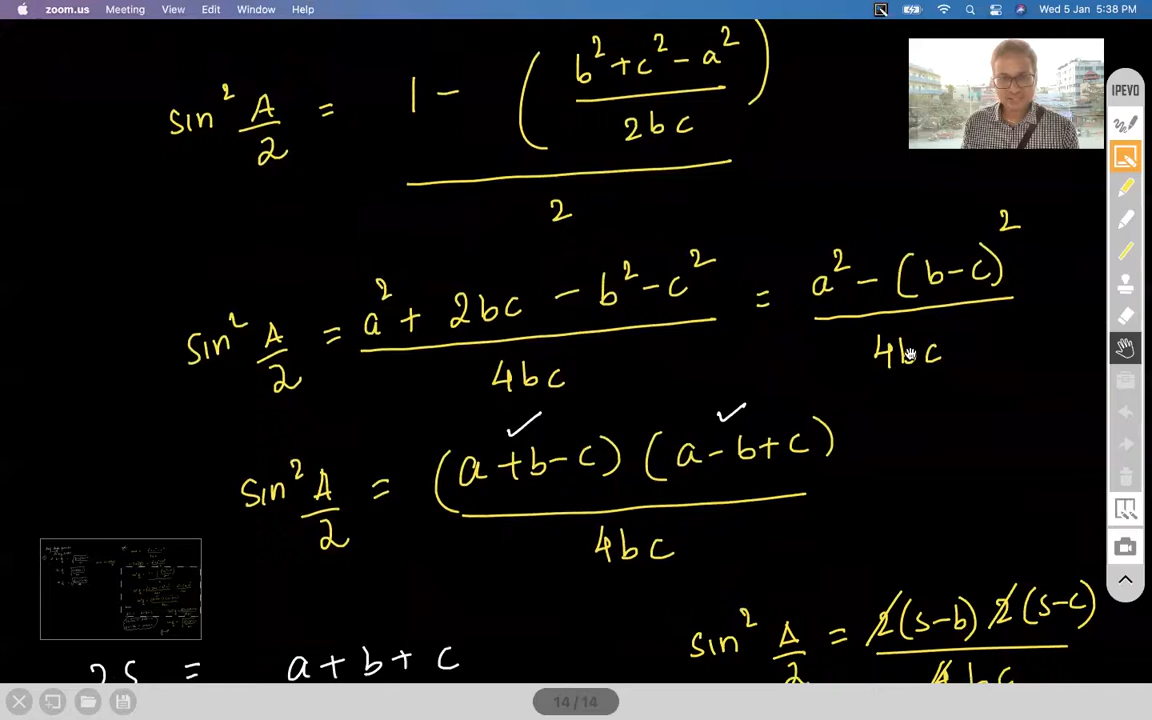 zoom.us Meeting View Edit Window Help Wed 5 Jan 5:38 PM
IPEVO
sin² A/2 = (1 - ((b² + c² - a²)/2bc))/2
sin² A/2 = (a² + 2bc - b² - c²)/4bc = (a² - (b-c)²)/4bc
sin² A/2 = (a+b-c) (a-b+c)/4bc
sin² A/2 = 2(s-b) 2(s-c)/4bc
2s = a+b+c
14 / 14